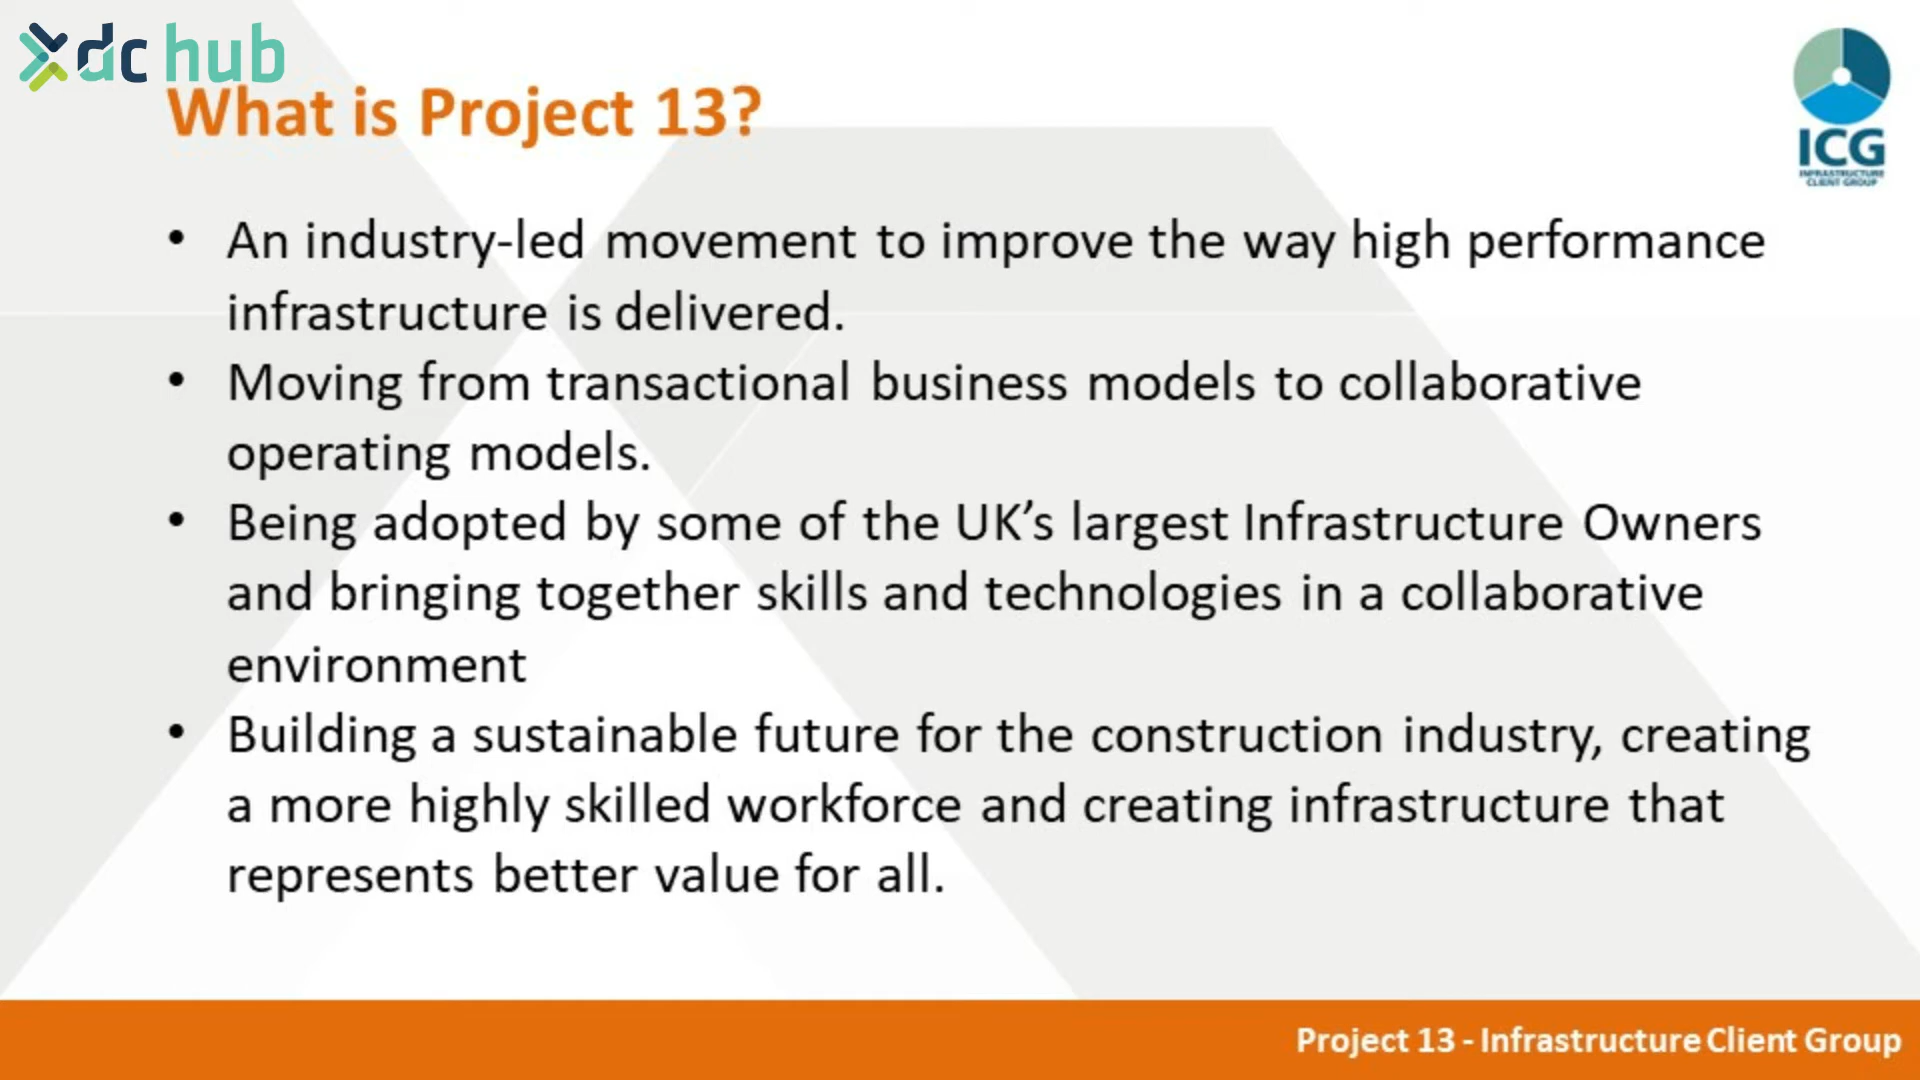 dc hub
What is Project 13?
ICG
INFRASTRUCTURE
CLIENT GROUP
• An industry-led movement to improve the way high performance
infrastructure is delivered.
• Moving from transactional business models to collaborative
operating models.
• Being adopted by some of the UK’s largest Infrastructure Owners
and bringing together skills and technologies in a collaborative
environment
• Building a sustainable future for the construction industry, creating
a more highly skilled workforce and creating infrastructure that
represents better value for all.
Project 13 - Infrastructure Client Group